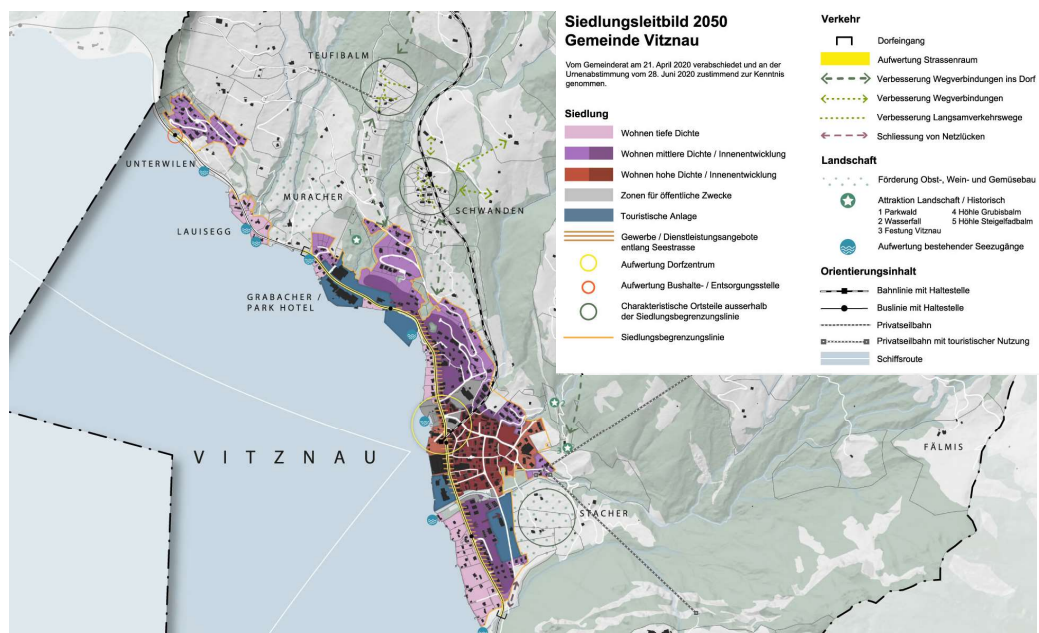 Siedlungsleitbild 2050
Gemeinde Vitznau
Vom Gemeinderat am 21. April 2020 verabschiedet und an der
Urnenabstimmung vom 28. Juni 2020 zustimmend zur Kenntnis
genommen.
Siedlung
Wohnen tiefe Dichte
Wohnen mittlere Dichte / Innenentwicklung
Wohnen hohe Dichte / Innenentwicklung
Zonen für öffentliche Zwecke
Touristische Anlage
Gewerbe / Dienstleistungsangebote
entlang Seestrasse
Aufwertung Dorfzentrum
Aufwertung Bushalte- / Entsorgungsstelle
Charakteristische Ortsteile ausserhalb
der Siedlungsbegrenzungslinie
Siedlungsbegrenzungslinie
Verkehr
Dorfeingang
Aufwertung Strassenraum
Verbesserung Wegverbindungen ins Dorf
Verbesserung Wegverbindungen
Verbesserung Langsamverkehrswege
Schliessung von Netzlücken
Landschaft
Förderung Obst-, Wein- und Gemüsebau
Attraktion Landschaft / Historisch
1 Parkwald 4 Höhle Grubisbalm
2 Wasserfall 5 Höhle Steigelfadbalm
3 Festung Vitznau
Aufwertung bestehender Seezugänge
Orientierungsinhalt
Bahnlinie mit Haltestelle
Buslinie mit Haltestelle
Privatseilbahn
Privatseilbahn mit touristischer Nutzung
Schiffsroute
TEUFIBALM
UNTERWILEN
MURACHER
SCHWANDEN
LAUISEGG
GRABACHER /
PARK HOTEL
VITZNAU
FÄLMIS
STACHER